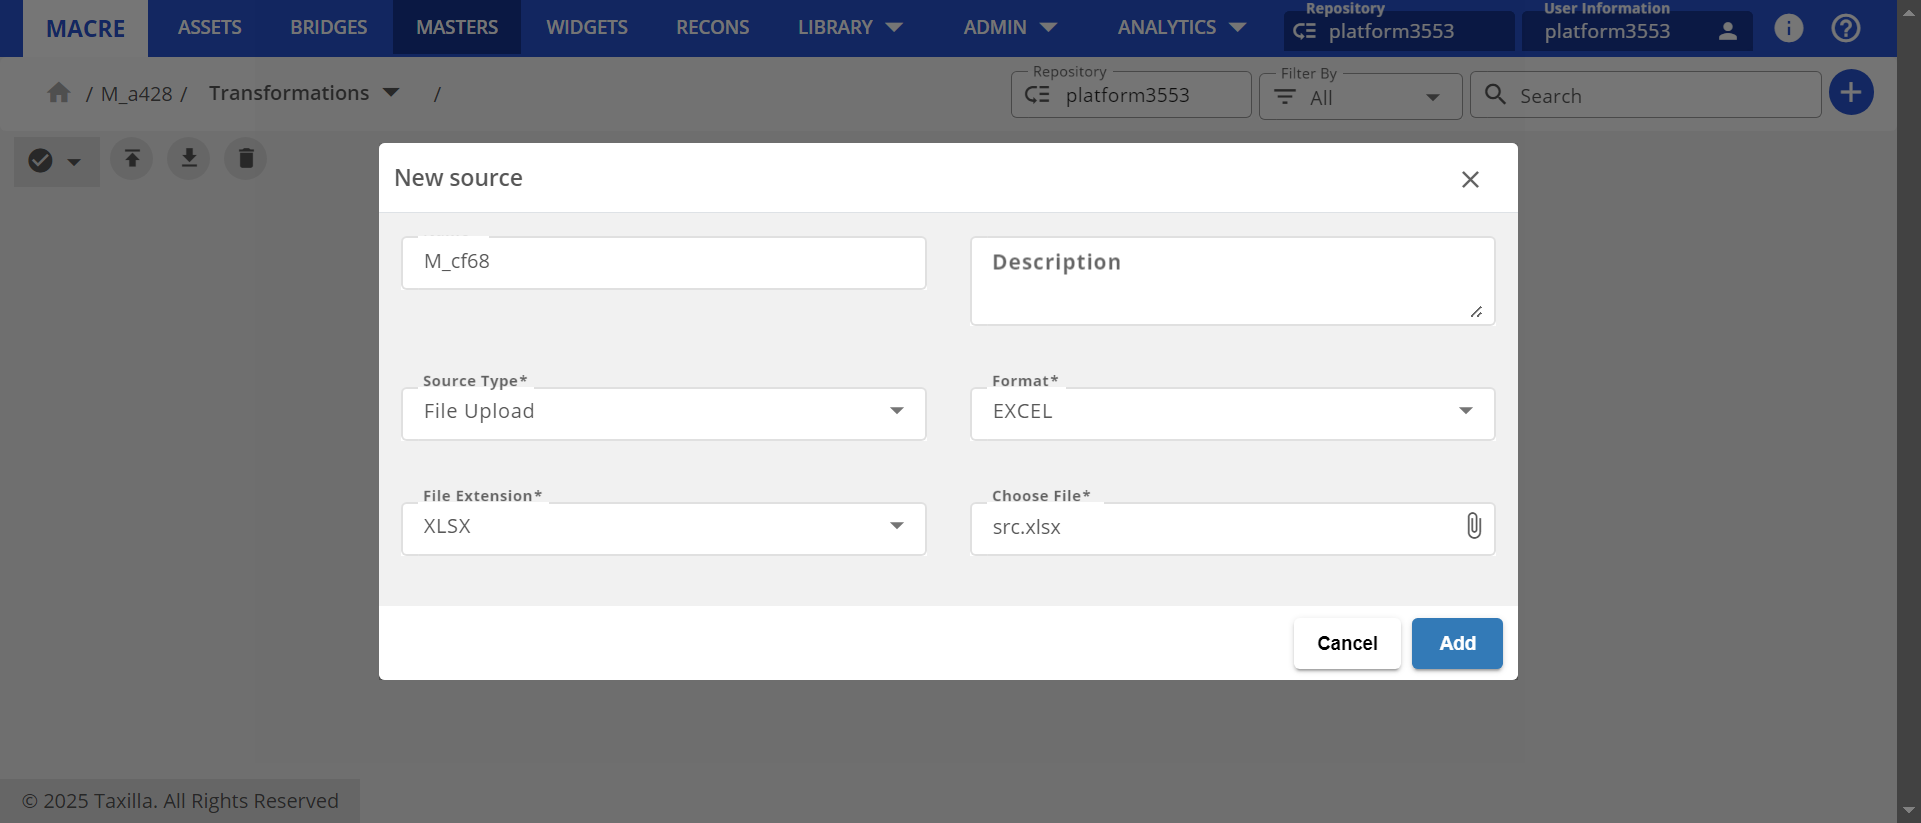 MACRE ASSETS BRIDGES MASTERS WIDGETS RECONS LIBRARY ADMIN ANALYTICS
Repository
platform3553
User Information
platform3553
/ M_a428 / Transformations /
Repository
platform3553
Filter By
All
Search
New source
M_cf68
Description
Source Type*
File Upload
Format*
EXCEL
File Extension*
XLSX
Choose File*
src.xlsx
Cancel Add
© 2025 Taxilla. All Rights Reserved